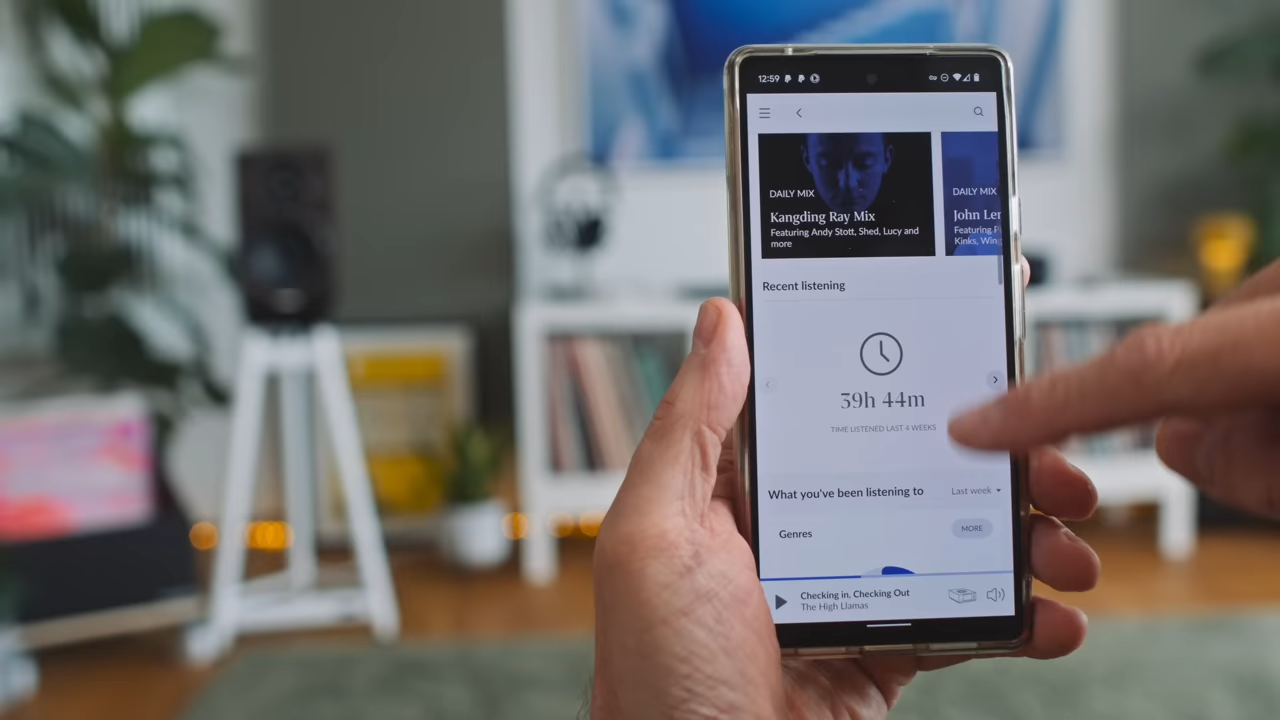 12:59
DAILY MIX
Kangding Ray Mix
Featuring Andy Stott, Shed, Lucy and
more
DAILY MIX
John Len
Featuring
Kinks, Win
Recent listening
39h 44m
TIME LISTENED LAST 4 WEEKS
What you've been listening to
Last week
Genres
MORE
Checking in, Checking Out
The High Llamas